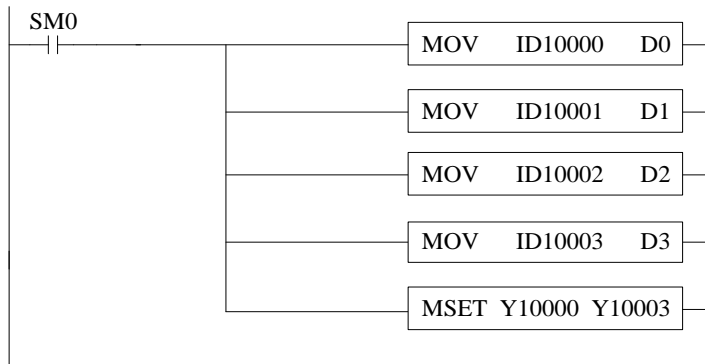 SM0
MOV ID10000 D0
MOV ID10001 D1
MOV ID10002 D2
MOV ID10003 D3
MSET Y10000 Y10003